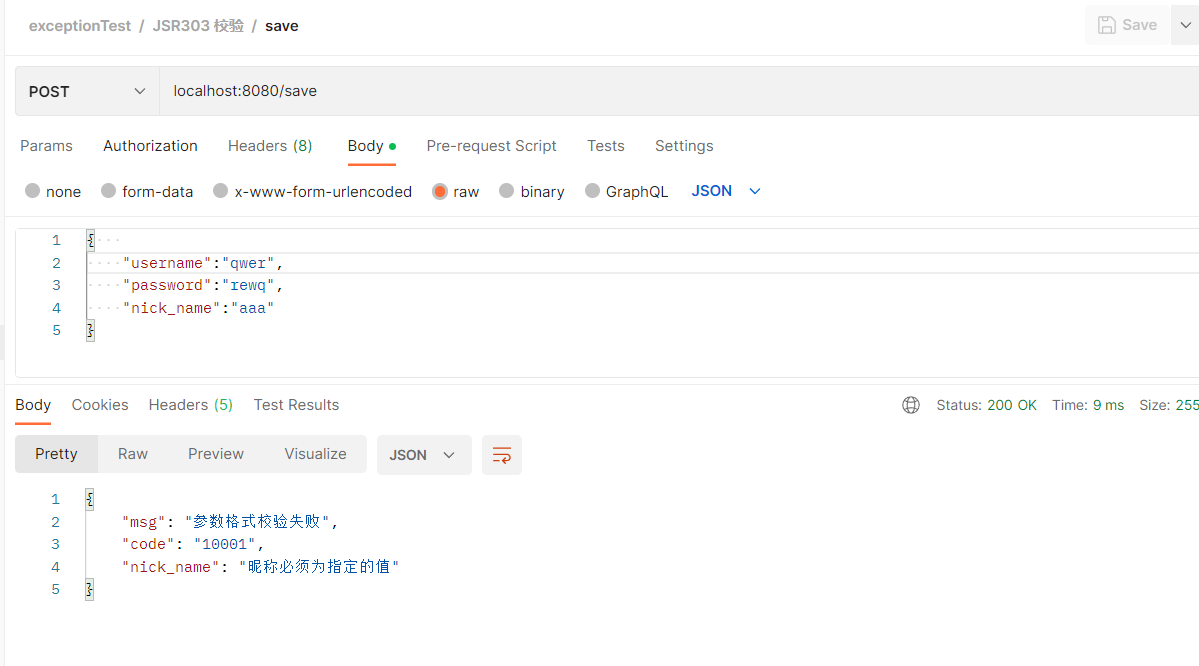 exceptionTest / JSR303 校验 / save
Save
POST
localhost:8080/save
Params Authorization Headers (8) Body Pre-request Script Tests Settings
none form-data x-www-form-urlencoded raw binary GraphQL JSON
1 {
2 "username":"qwer",
3 "password":"rewq",
4 "nick_name":"aaa"
5 }
Body Cookies Headers (5) Test Results Status: 200 OK Time: 9 ms Size: 255
Pretty Raw Preview Visualize JSON
1 {
2 "msg": "参数格式校验失败",
3 "code": "10001",
4 "nick_name": "昵称必须为指定的值"
5 }